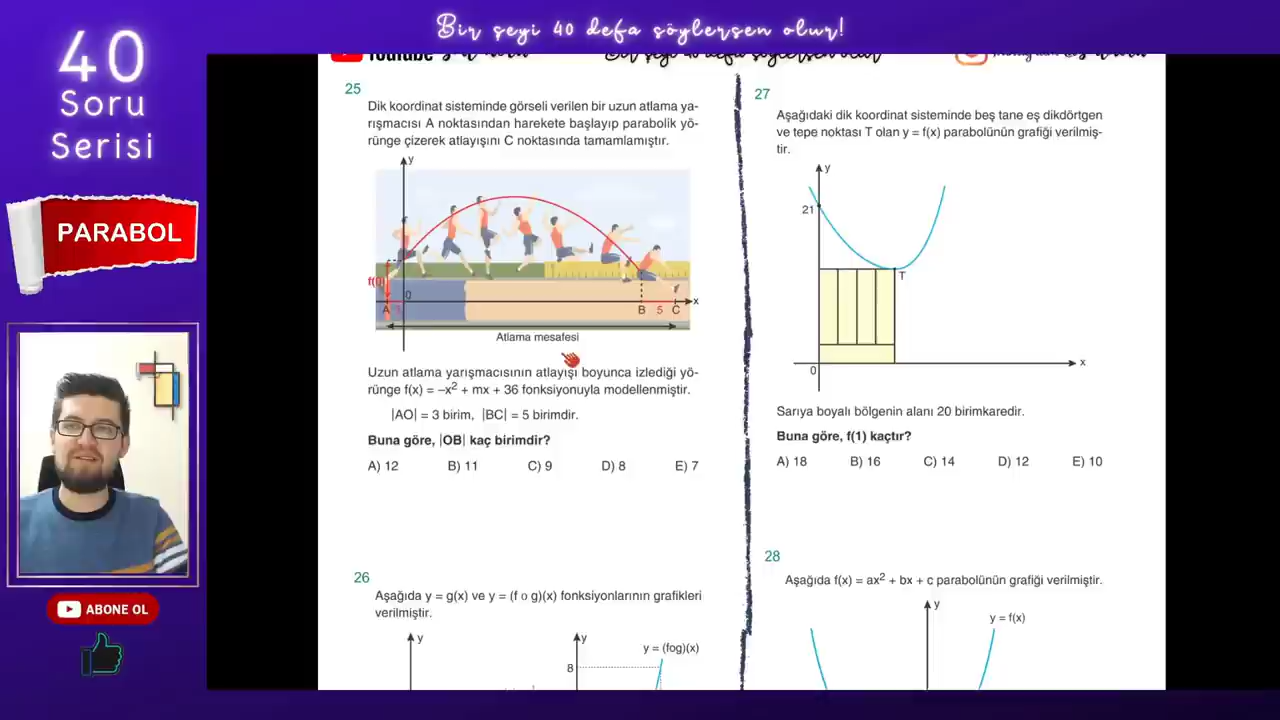 Bir şeyi 40 defa söylersen olur!
40
Soru
Serisi
PARABOL
ABONE OL
YouTube
25
Dik koordinat sisteminde görseli verilen bir uzun atlama ya-
rışmacısı A noktasından harekete başlayıp parabolik yö-
rünge çizerek atlayışını C noktasında tamamlamıştır.
y
f(0)
0
A
B
5
C
x
Atlama mesafesi
Uzun atlama yarışmacısının atlayışı boyunca izlediği yö-
rünge f(x) = –x² + mx + 36 fonksiyonuyla modellenmiştir.
|AO| = 3 birim, |BC| = 5 birimdir.
Buna göre, |OB| kaç birimdir?
A) 12 B) 11 C) 9 D) 8 E) 7
26
Aşağıda y = g(x) ve y = (f o g)(x) fonksiyonlarının grafikleri
verilmiştir.
y
y
y = (fog)(x)
8
27
Aşağıdaki dik koordinat sisteminde beş tane eş dikdörtgen
ve tepe noktası T olan y = f(x) parabolünün grafiği verilmiş-
tir.
y
21
T
0
x
Sarıya boyalı bölgenin alanı 20 birimkaredir.
Buna göre, f(1) kaçtır?
A) 18 B) 16 C) 14 D) 12 E) 10
28
Aşağıda f(x) = ax² + bx + c parabolünün grafiği verilmiştir.
y
y = f(x)